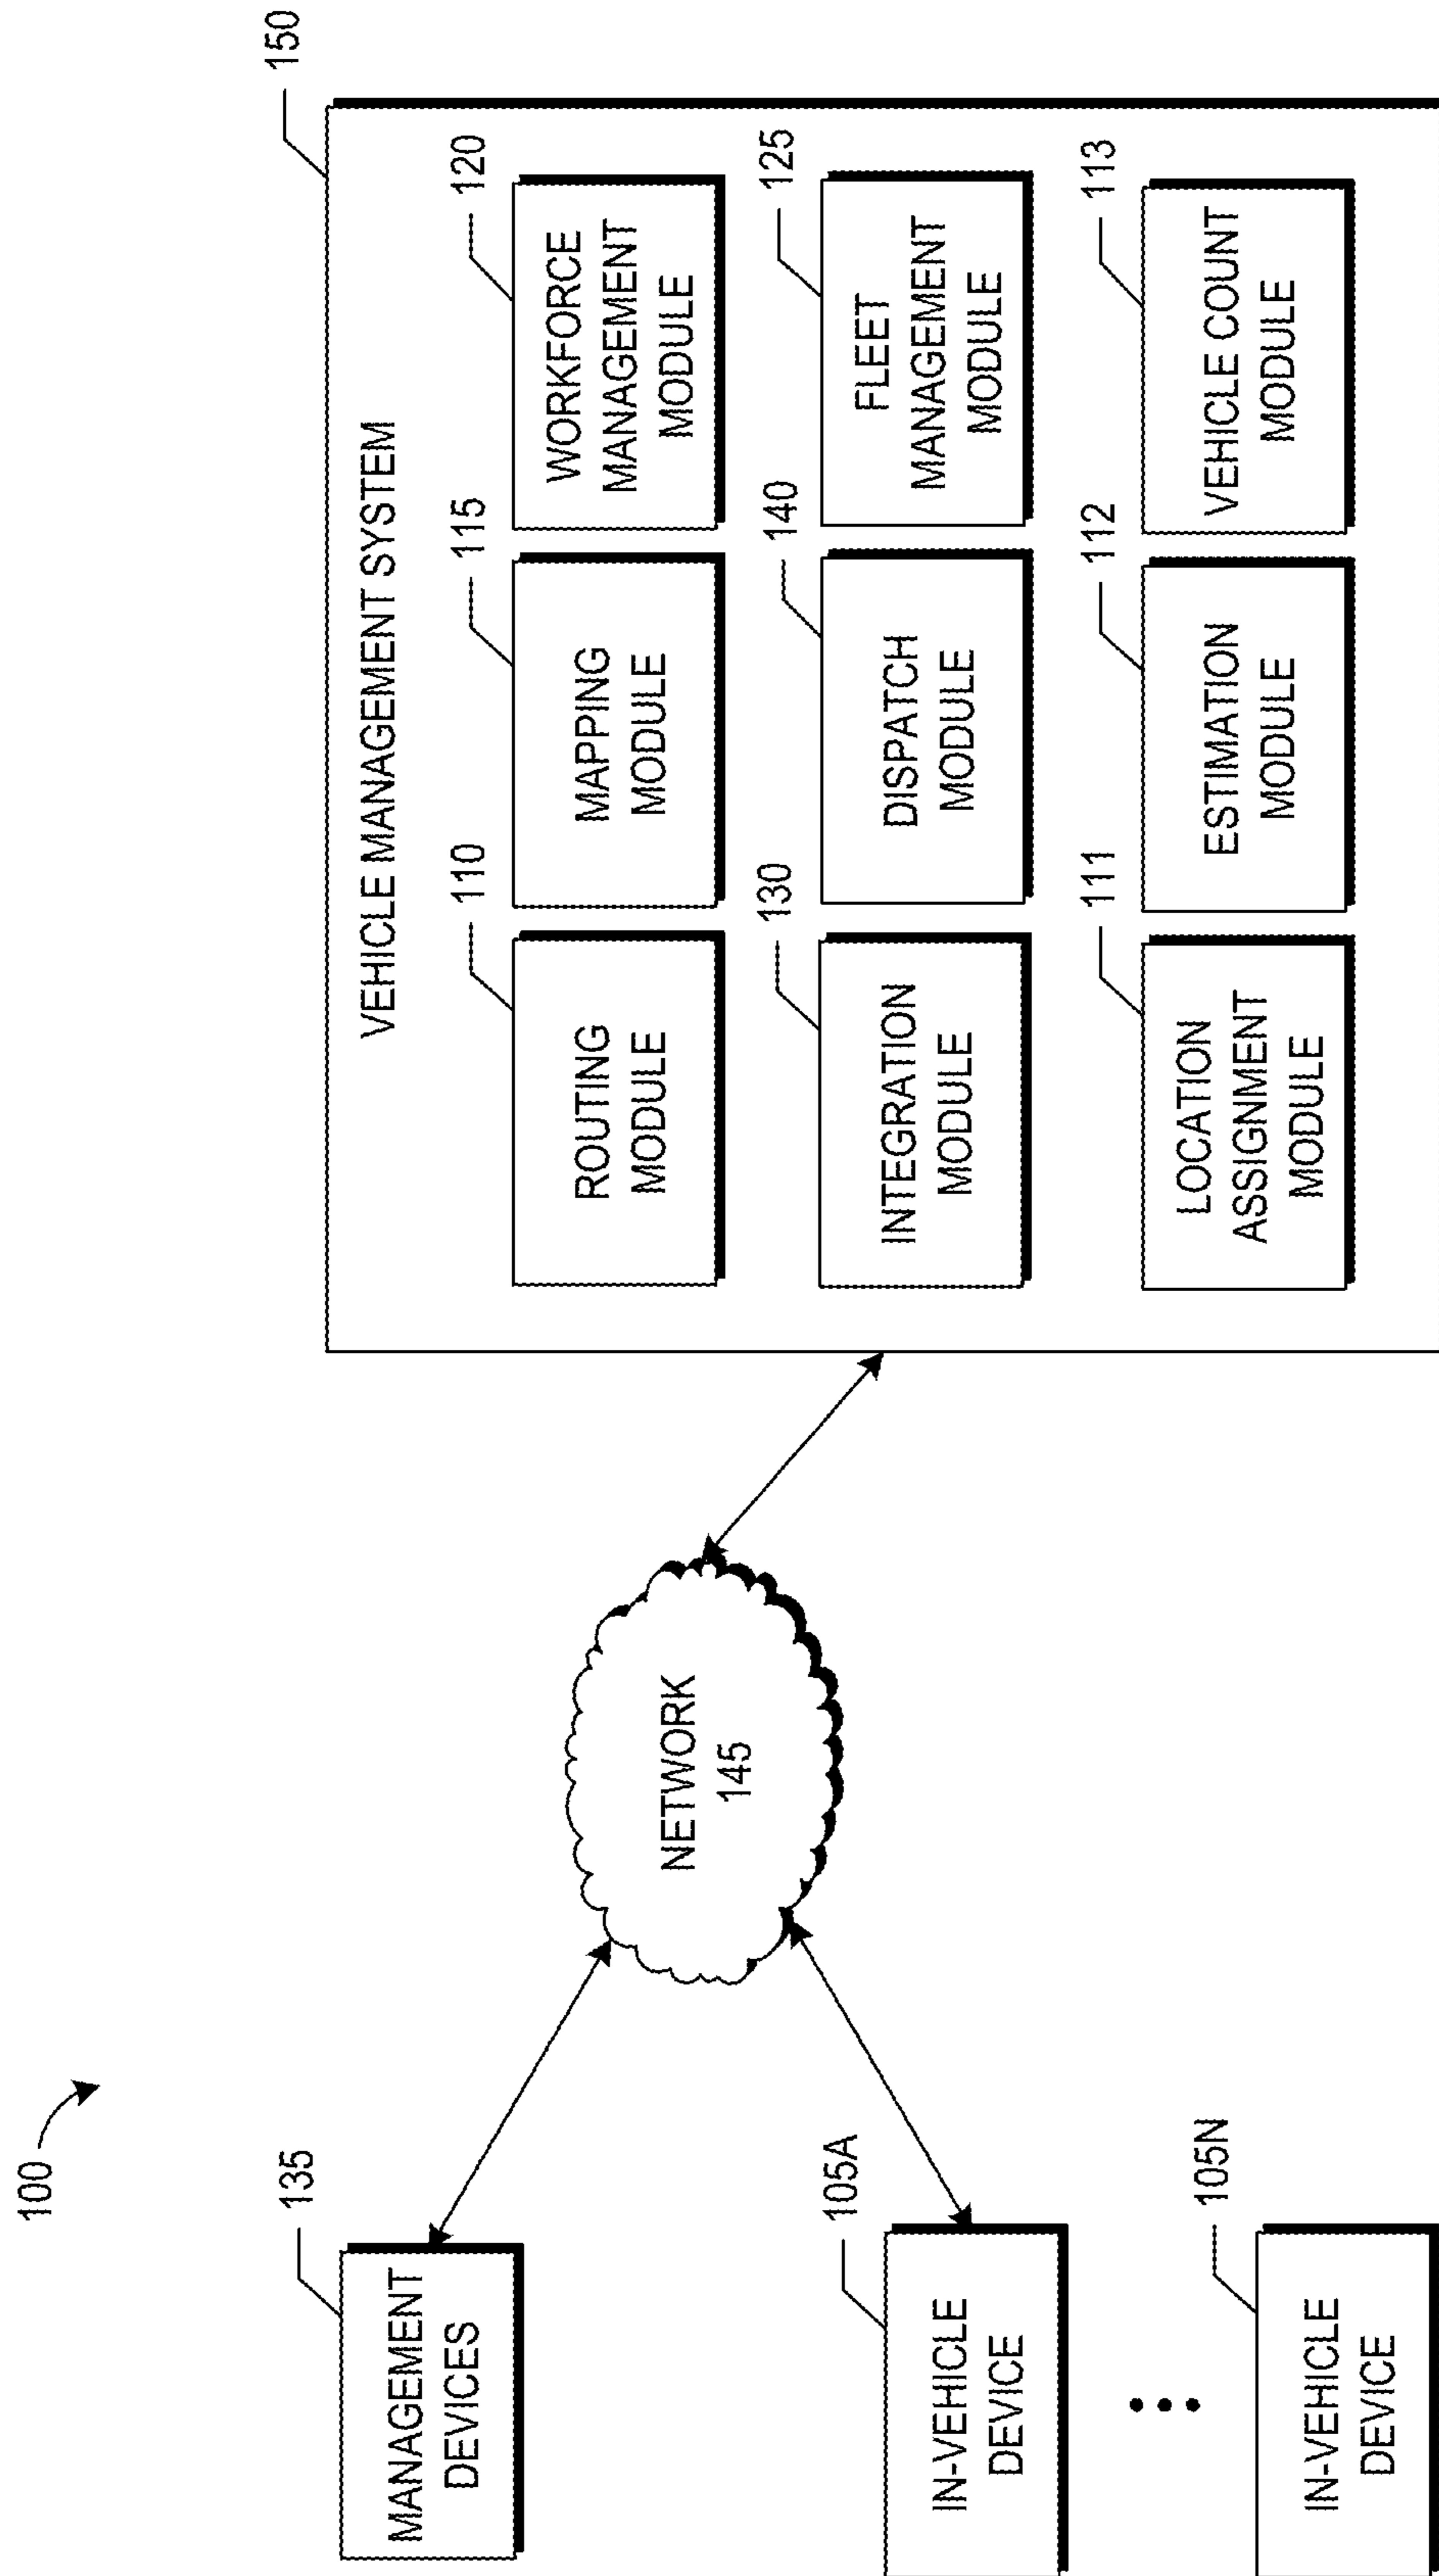 100
150
VEHICLE MANAGEMENT SYSTEM
135
MANAGEMENT
DEVICES
110
ROUTING
MODULE
115
MAPPING
MODULE
120
WORKFORCE
MANAGEMENT
MODULE
NETWORK
145
130
INTEGRATION
MODULE
140
DISPATCH
MODULE
125
FLEET
MANAGEMENT
MODULE
105A
IN-VEHICLE
DEVICE
111
LOCATION
ASSIGNMENT
MODULE
112
ESTIMATION
MODULE
113
VEHICLE COUNT
MODULE
105N
IN-VEHICLE
DEVICE